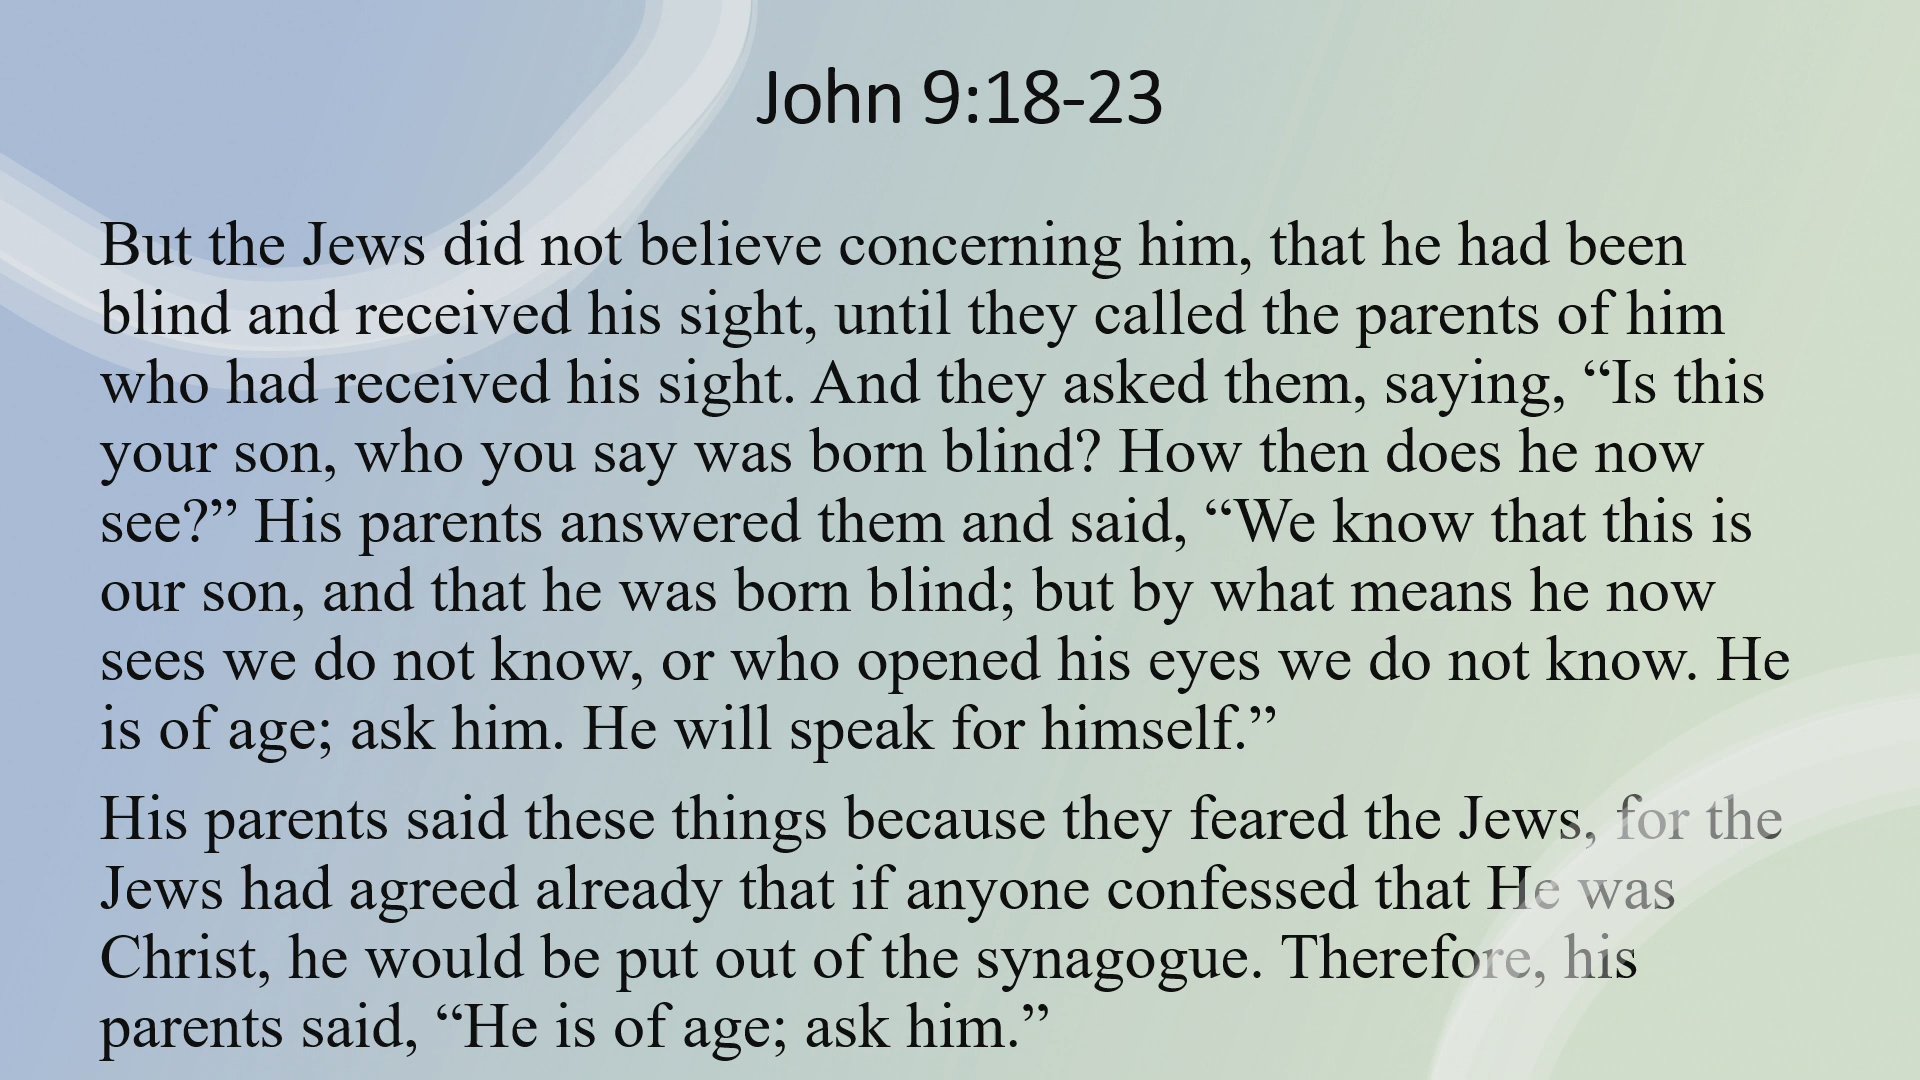 John 9:18-23
But the Jews did not believe concerning him, that he had been
blind and received his sight, until they called the parents of him
who had received his sight. And they asked them, saying, “Is this
your son, who you say was born blind? How then does he now
see?” His parents answered them and said, “We know that this is
our son, and that he was born blind; but by what means he now
sees we do not know, or who opened his eyes we do not know. He
is of age; ask him. He will speak for himself.”
His parents said these things because they feared the Jews, for the
Jews had agreed already that if anyone confessed that He was
Christ, he would be put out of the synagogue. Therefore, his
parents said, “He is of age; ask him.”